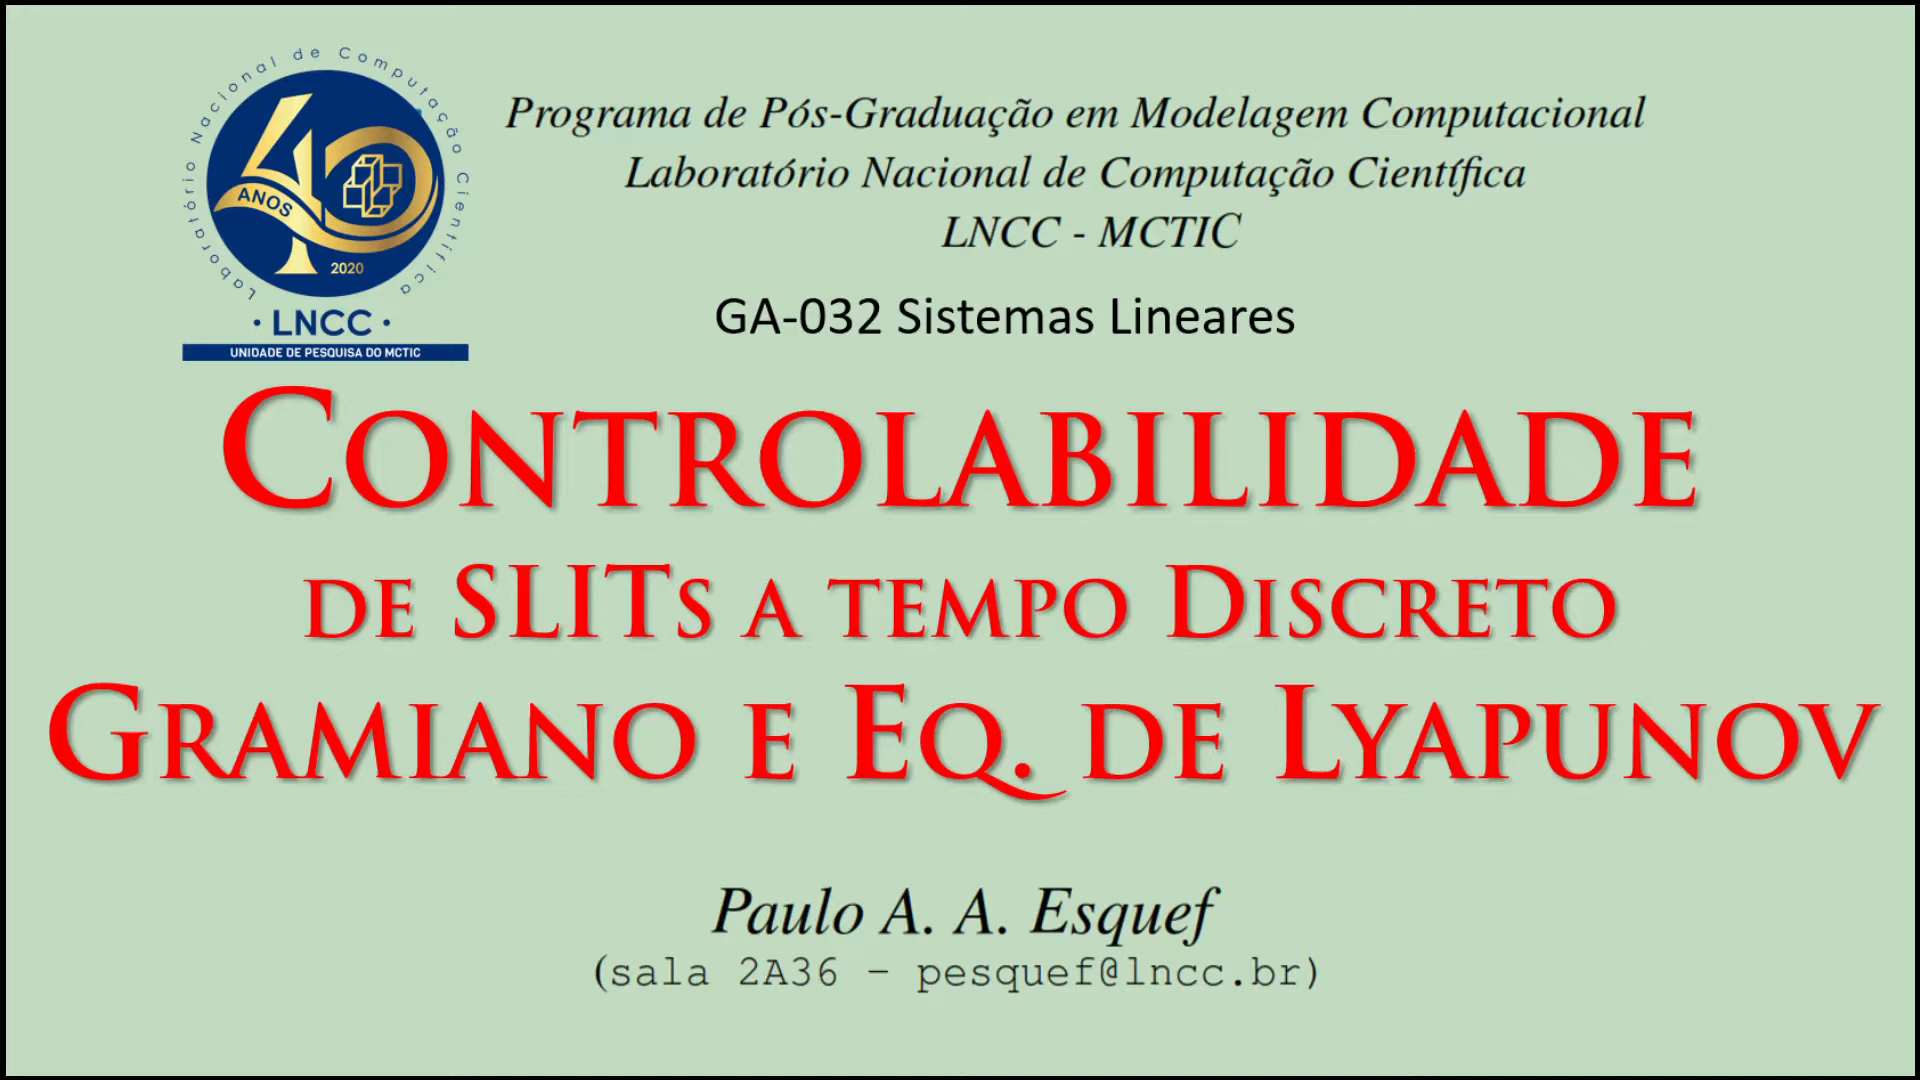 Laboratório Nacional de Computação Científica
40
ANOS
2020
· LNCC ·
UNIDADE DE PESQUISA DO MCTIC
Programa de Pós-Graduação em Modelagem Computacional
Laboratório Nacional de Computação Científica
LNCC - MCTIC
GA-032 Sistemas Lineares
CONTROLABILIDADE
DE SLITS A TEMPO DISCRETO
GRAMIANO E EQ. DE LYAPUNOV
Paulo A. A. Esquef
(sala 2A36 – pesquef@lncc.br)